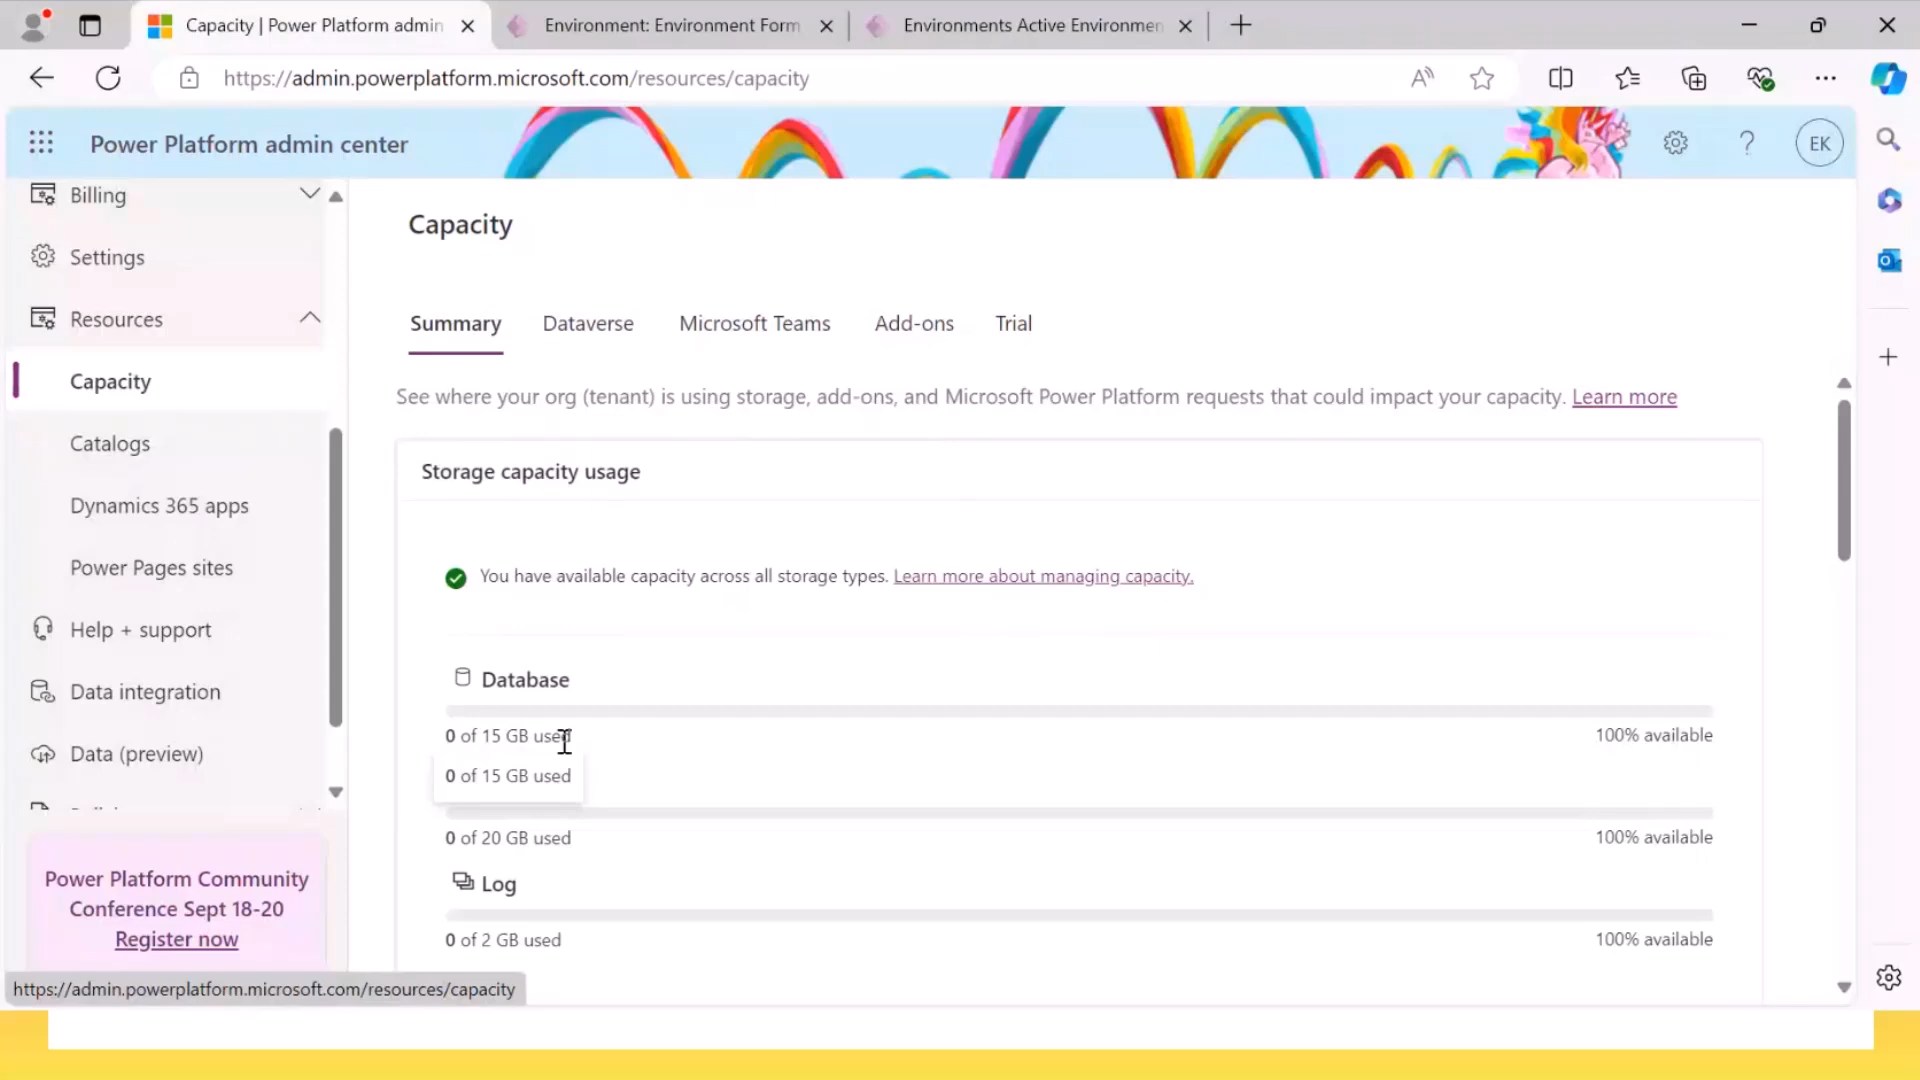 Capacity | Power Platform admin
Environment: Environment Form
Environments Active Environmen
https://admin.powerplatform.microsoft.com/resources/capacity
Power Platform admin center
EK
Billing
Settings
Resources
Capacity
Catalogs
Dynamics 365 apps
Power Pages sites
Help + support
Data integration
Data (preview)
Power Platform Community
Conference Sept 18-20
Register now
Capacity
Summary
Dataverse
Microsoft Teams
Add-ons
Trial
See where your org (tenant) is using storage, add-ons, and Microsoft Power Platform requests that could impact your capacity. Learn more
Storage capacity usage
You have available capacity across all storage types. Learn more about managing capacity.
Database
0 of 15 GB used
100% available
0 of 15 GB used
0 of 20 GB used
100% available
Log
0 of 2 GB used
100% available
https://admin.powerplatform.microsoft.com/resources/capacity